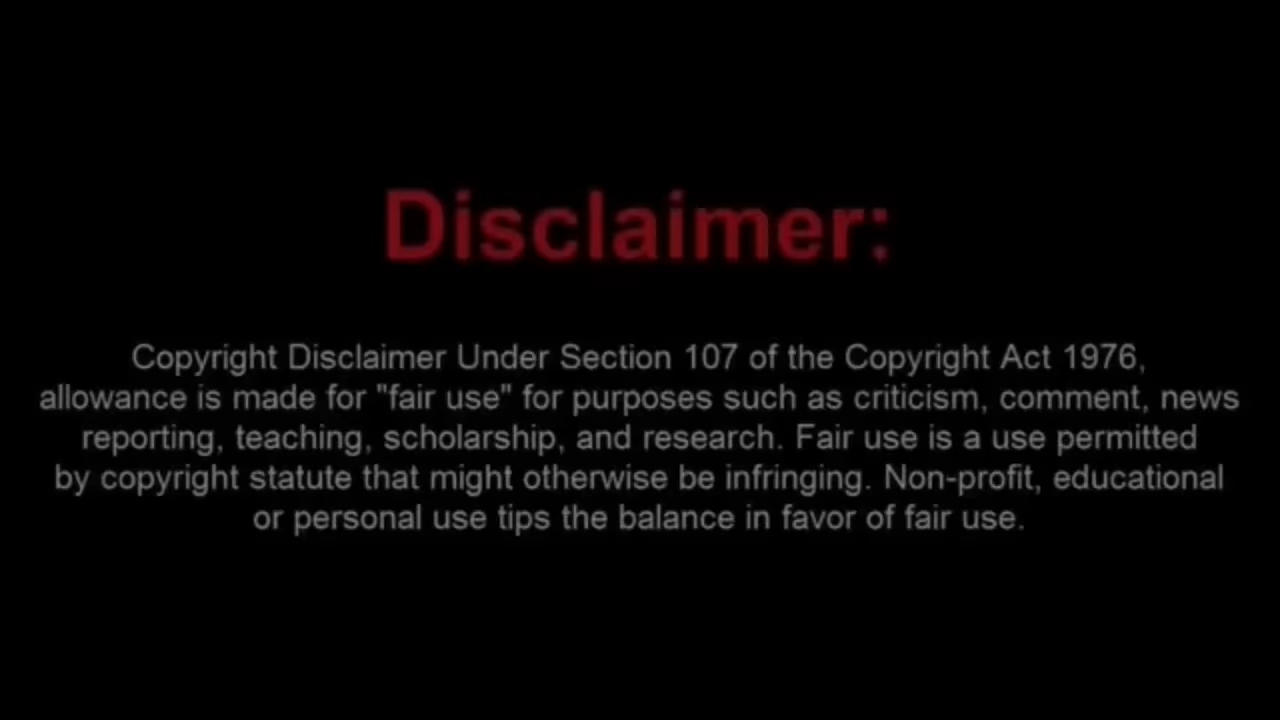 Disclaimer:
Copyright Disclaimer Under Section 107 of the Copyright Act 1976,
allowance is made for "fair use" for purposes such as criticism, comment, news
reporting, teaching, scholarship, and research. Fair use is a use permitted
by copyright statute that might otherwise be infringing. Non-profit, educational
or personal use tips the balance in favor of fair use.